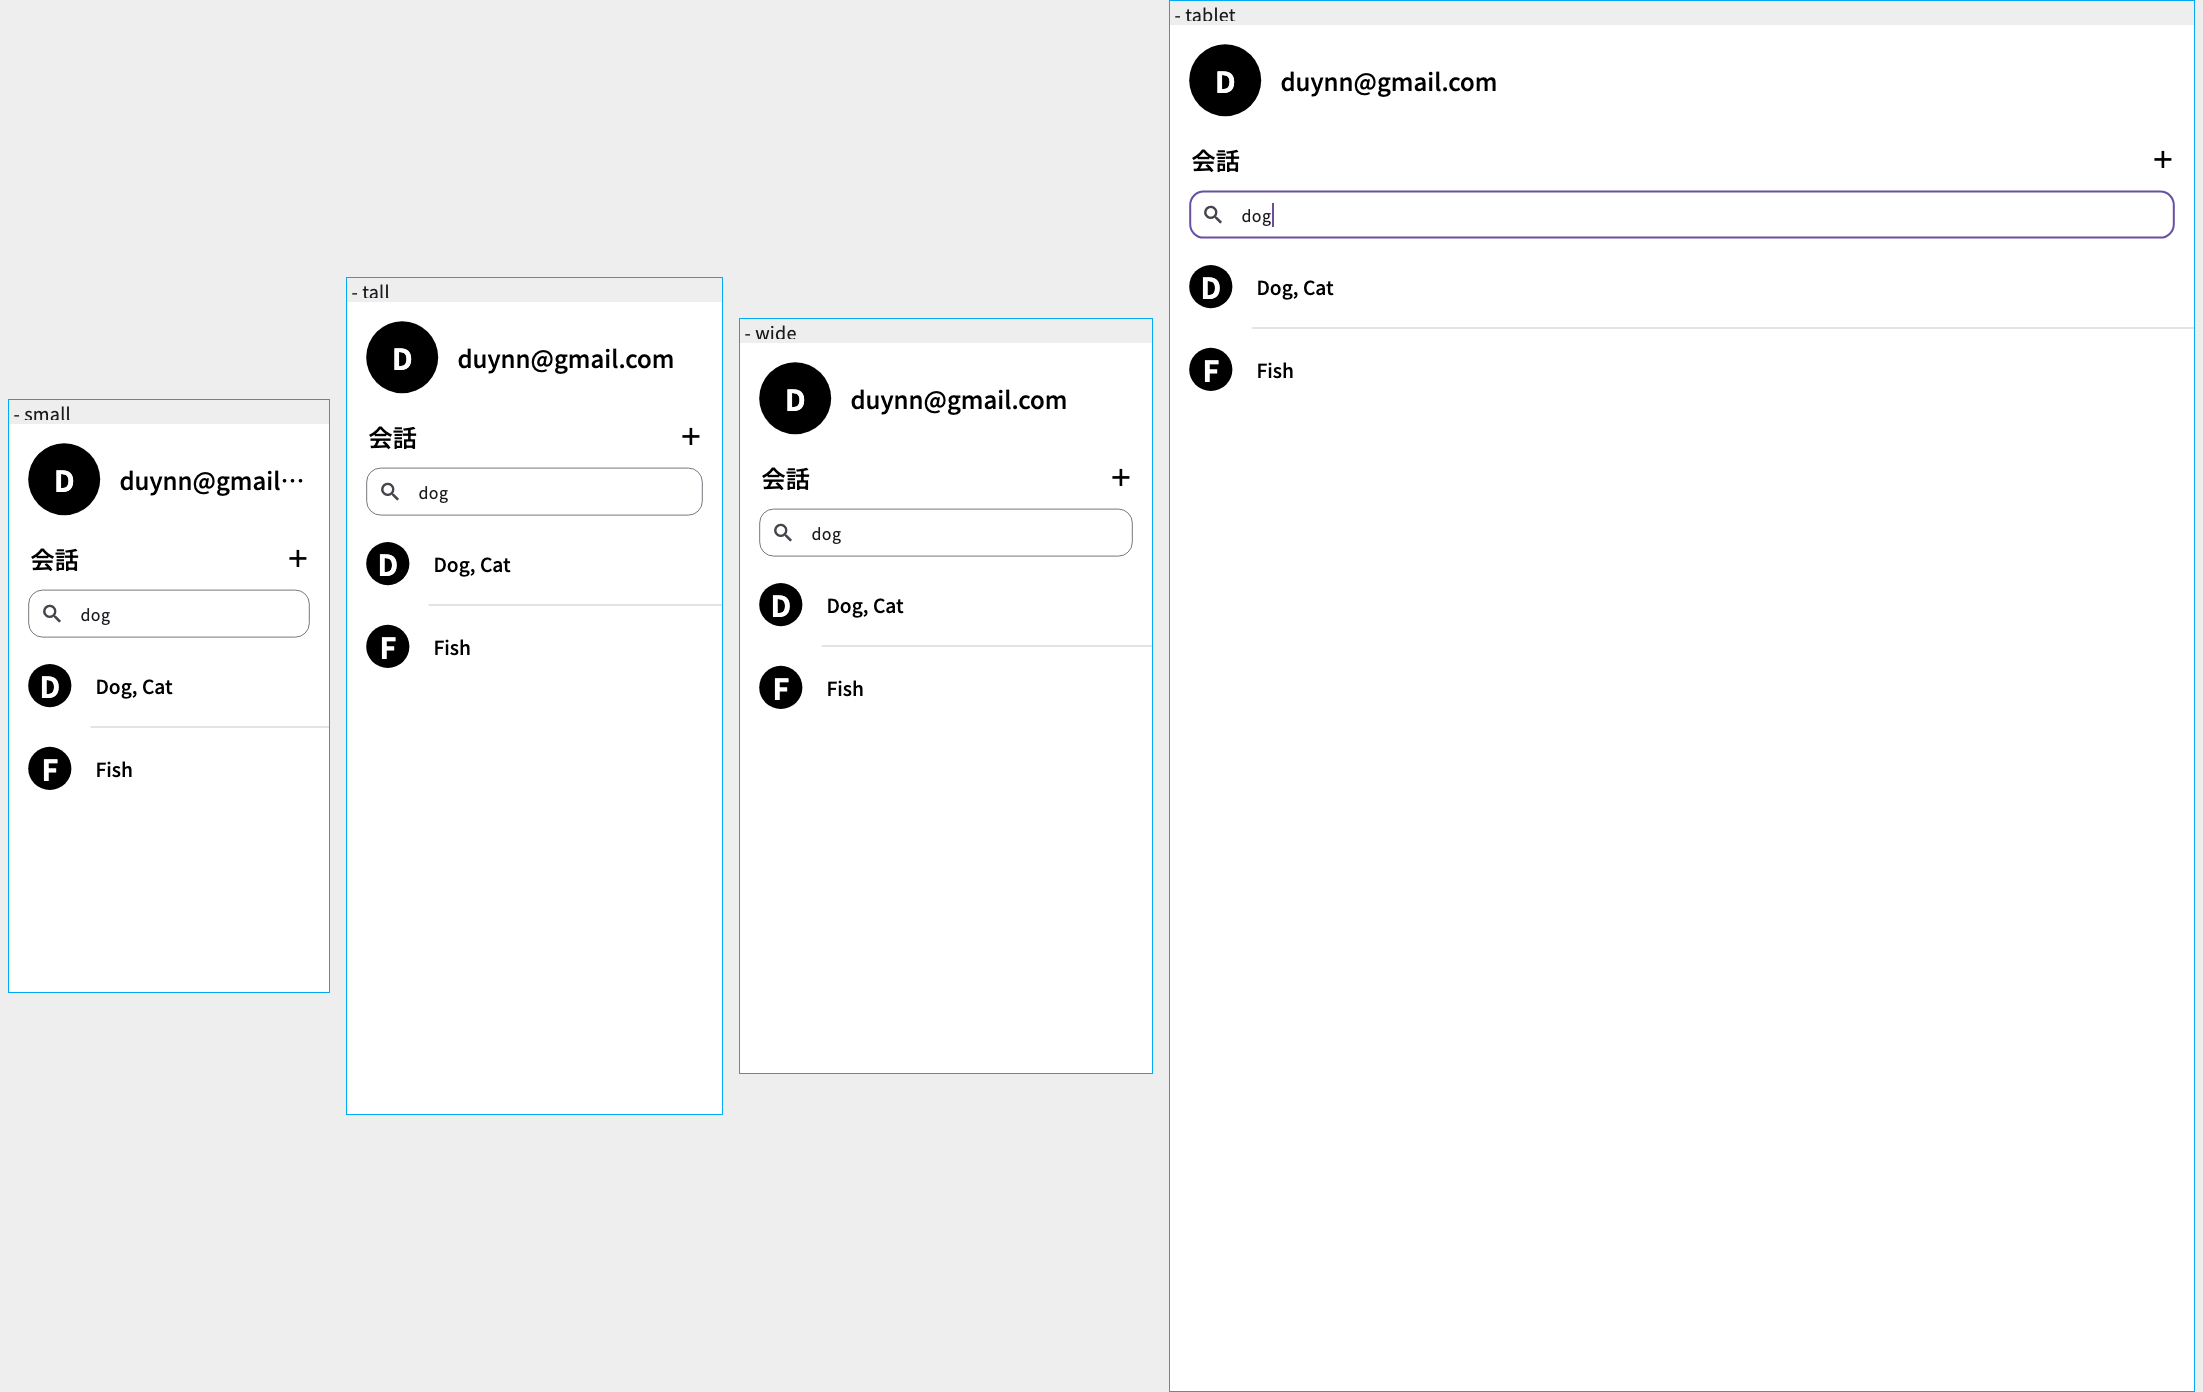 - small
D
duynn@gmail…
会話
+
dog
D
Dog, Cat
F
Fish
- tall
D
duynn@gmail.com
会話
+
dog
D
Dog, Cat
F
Fish
- wide
D
duynn@gmail.com
会話
+
dog
D
Dog, Cat
F
Fish
- tablet
D
duynn@gmail.com
会話
+
dog
D
Dog, Cat
F
Fish